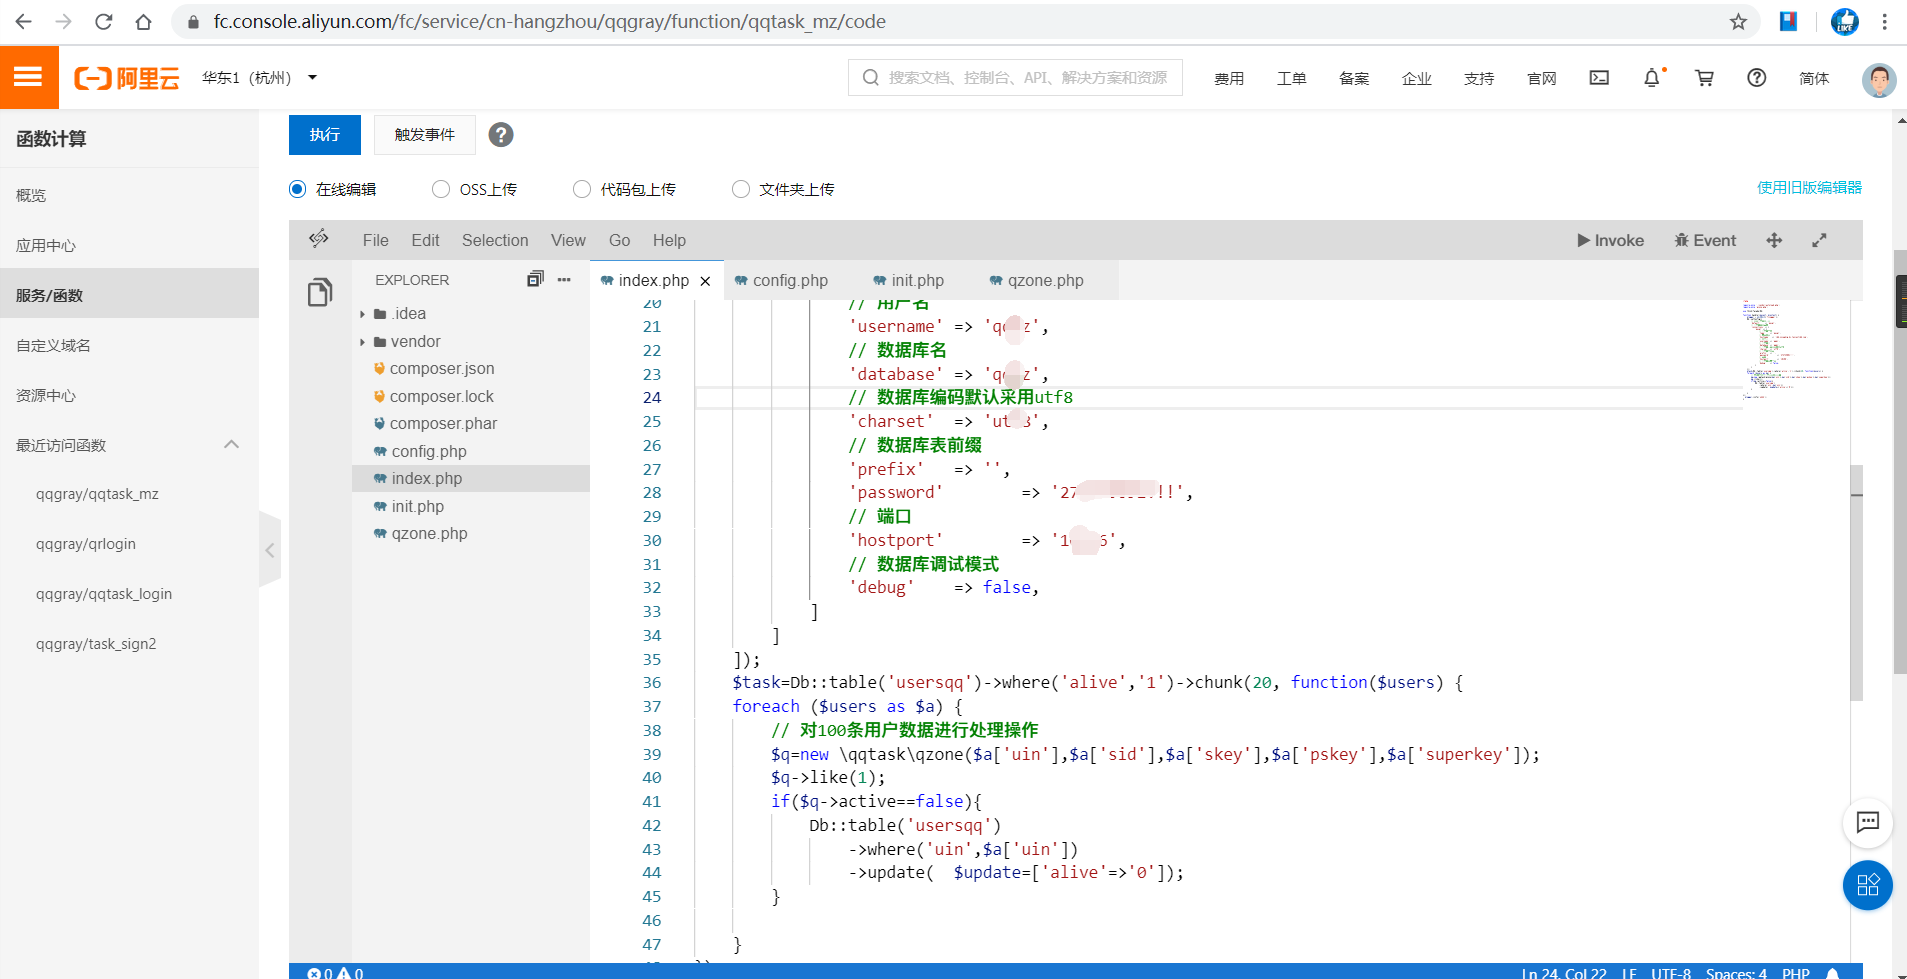 fc.console.aliyun.com/fc/service/cn-hangzhou/qqgray/function/qqtask_mz/code
LIKE
阿里云 华东1（杭州） 搜索文档、控制台、API、解决方案和资源 费用 工单 备案 企业 支持 官网 简体
函数计算
概览
应用中心
服务/函数
自定义域名
资源中心
最近访问函数
qqgray/qqtask_mz
qqgray/qrlogin
qqgray/qqtask_login
qqgray/task_sign2
执行 触发事件
在线编辑 OSS上传 代码包上传 文件夹上传 使用旧版编辑器
File Edit Selection View Go Help Invoke Event
EXPLORER
.idea
vendor
composer.json
composer.lock
composer.phar
config.php
index.php
init.php
qzone.php
index.php config.php init.php qzone.php
20 // 用户名
21 'username' => 'q z',
22 // 数据库名
23 'database' => 'q z',
24 // 数据库编码默认采用utf8
25 'charset' => 'ut 3',
26 // 数据库表前缀
27 'prefix' => '',
28 'password' => '27 !!',
29 // 端口
30 'hostport' => '1 6',
31 // 数据库调试模式
32 'debug' => false,
33 ]
34 ]
35 ]);
36 $task=Db::table('usersqq')->where('alive','1')->chunk(20, function($users) {
37 foreach ($users as $a) {
38 // 对100条用户数据进行处理操作
39 $q=new \qqtask\qzone($a['uin'],$a['sid'],$a['skey'],$a['pskey'],$a['superkey']);
40 $q->like(1);
41 if($q->active==false){
42 Db::table('usersqq')
43 ->where('uin',$a['uin'])
44 ->update( $update=['alive'=>'0']);
45 }
46
47 }
0 0 Ln 24, Col 22 LF UTF-8 Spaces: 4 PHP